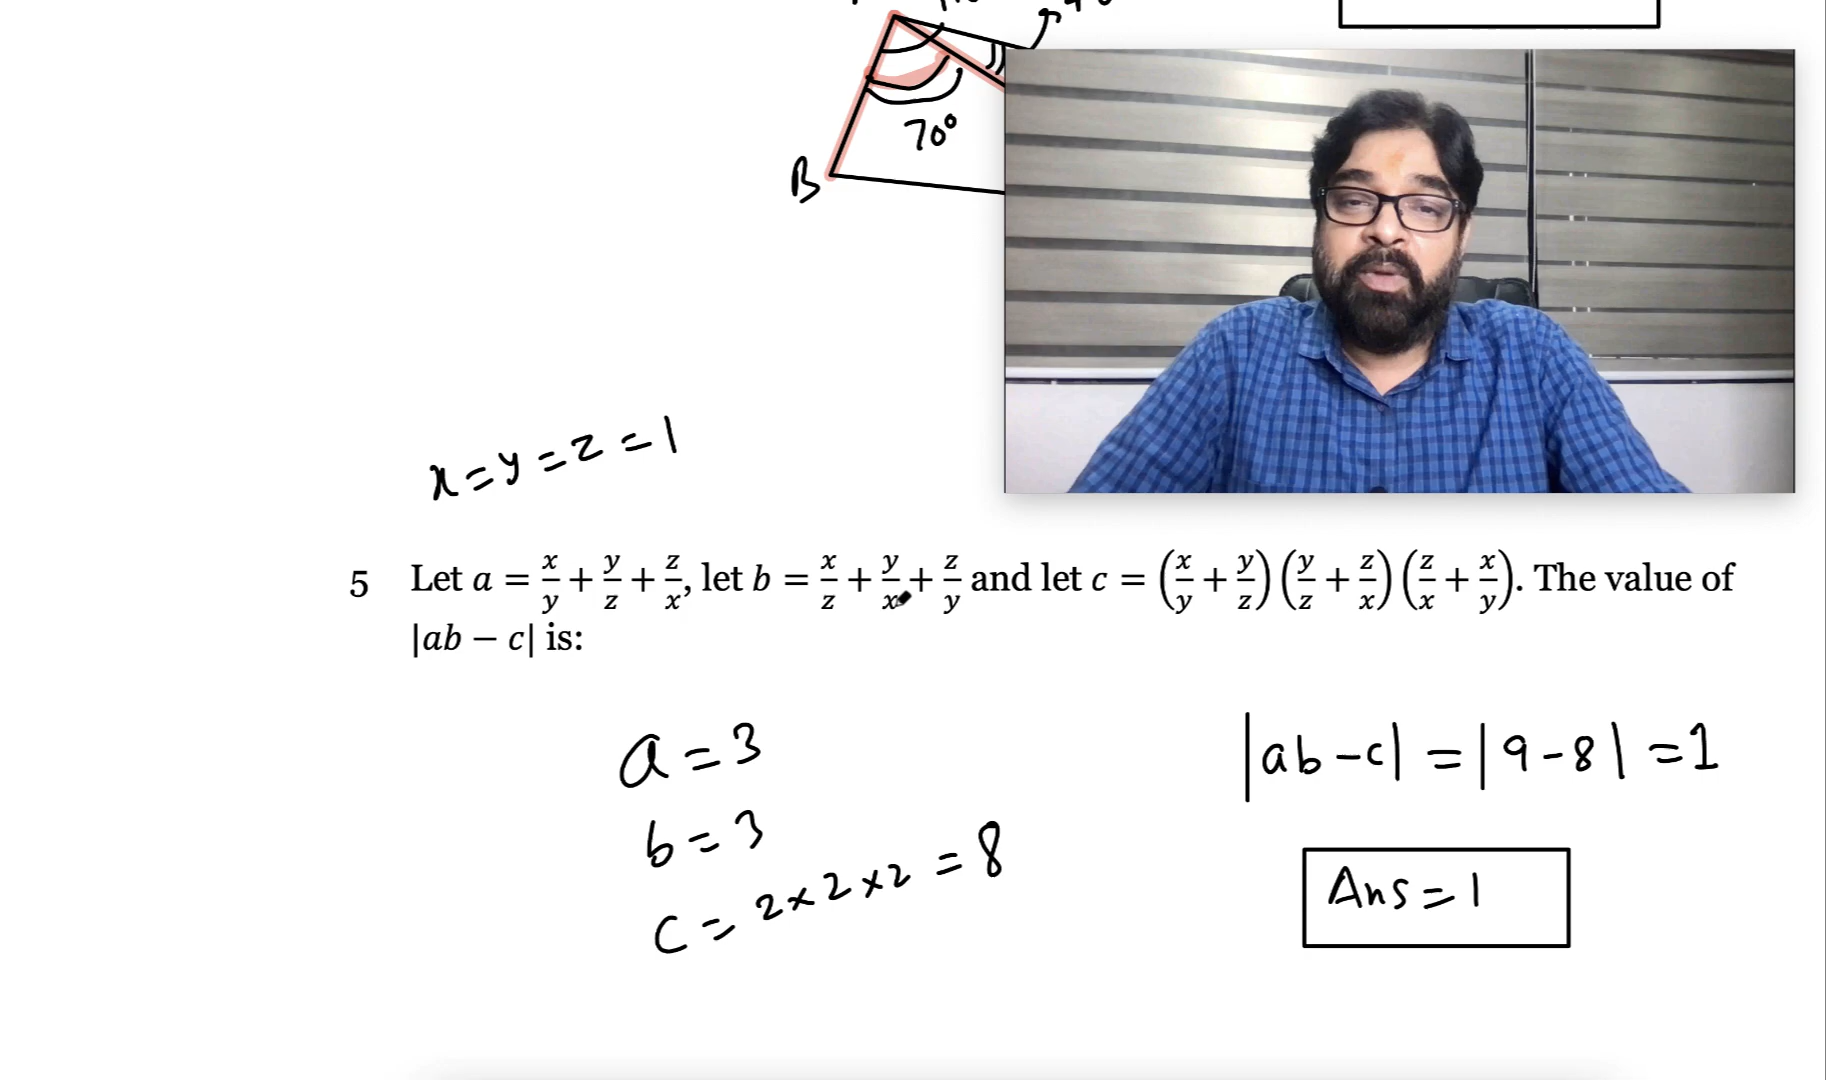 70°
B
x = y = z = 1
5 Let a = x/y + y/z + z/x, let b = x/z + y/x + z/y and let c = (x/y + y/z)(y/z + z/x)(z/x + x/y). The value of
|ab − c| is:
a = 3
b = 3
c = 2 × 2 × 2 = 8
|ab − c| = |9 − 8| = 1
Ans = 1